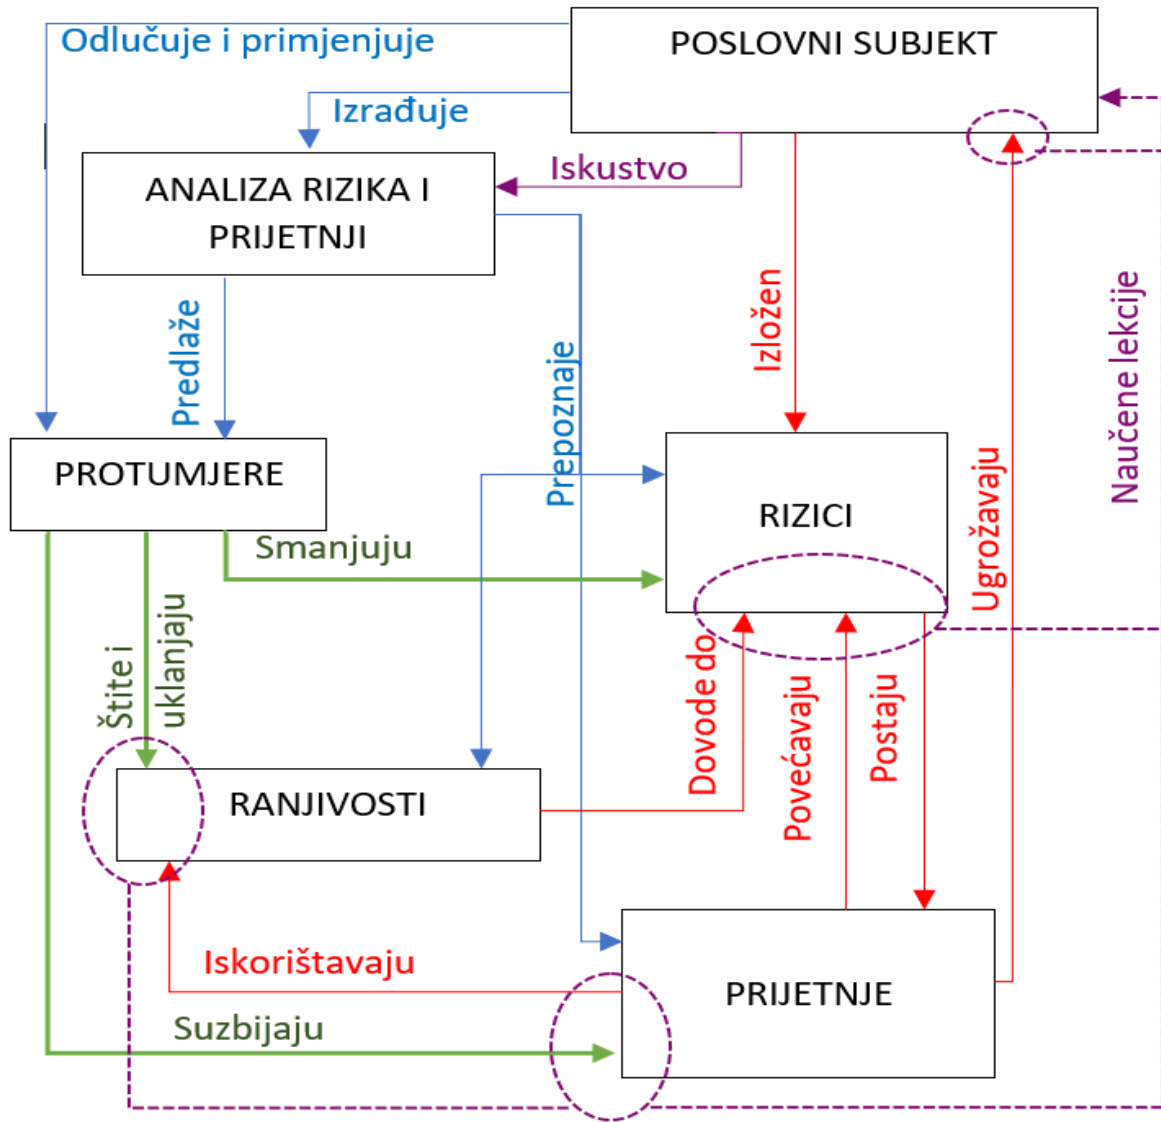 Odlučuje i primjenjuje
POSLOVNI SUBJEKT
Izrađuje
Iskustvo
ANALIZA RIZIKA I
PRIJETNJI
Predlaže
Prepoznaje
Izložen
Naučene lekcije
PROTUMJERE
RIZICI
Ugrožavaju
Smanjuju
Štite i
uklanjaju
Dovode do
Povećavaju
Postaju
RANJIVOSTI
Iskorištavaju
PRIJETNJE
Suzbijaju